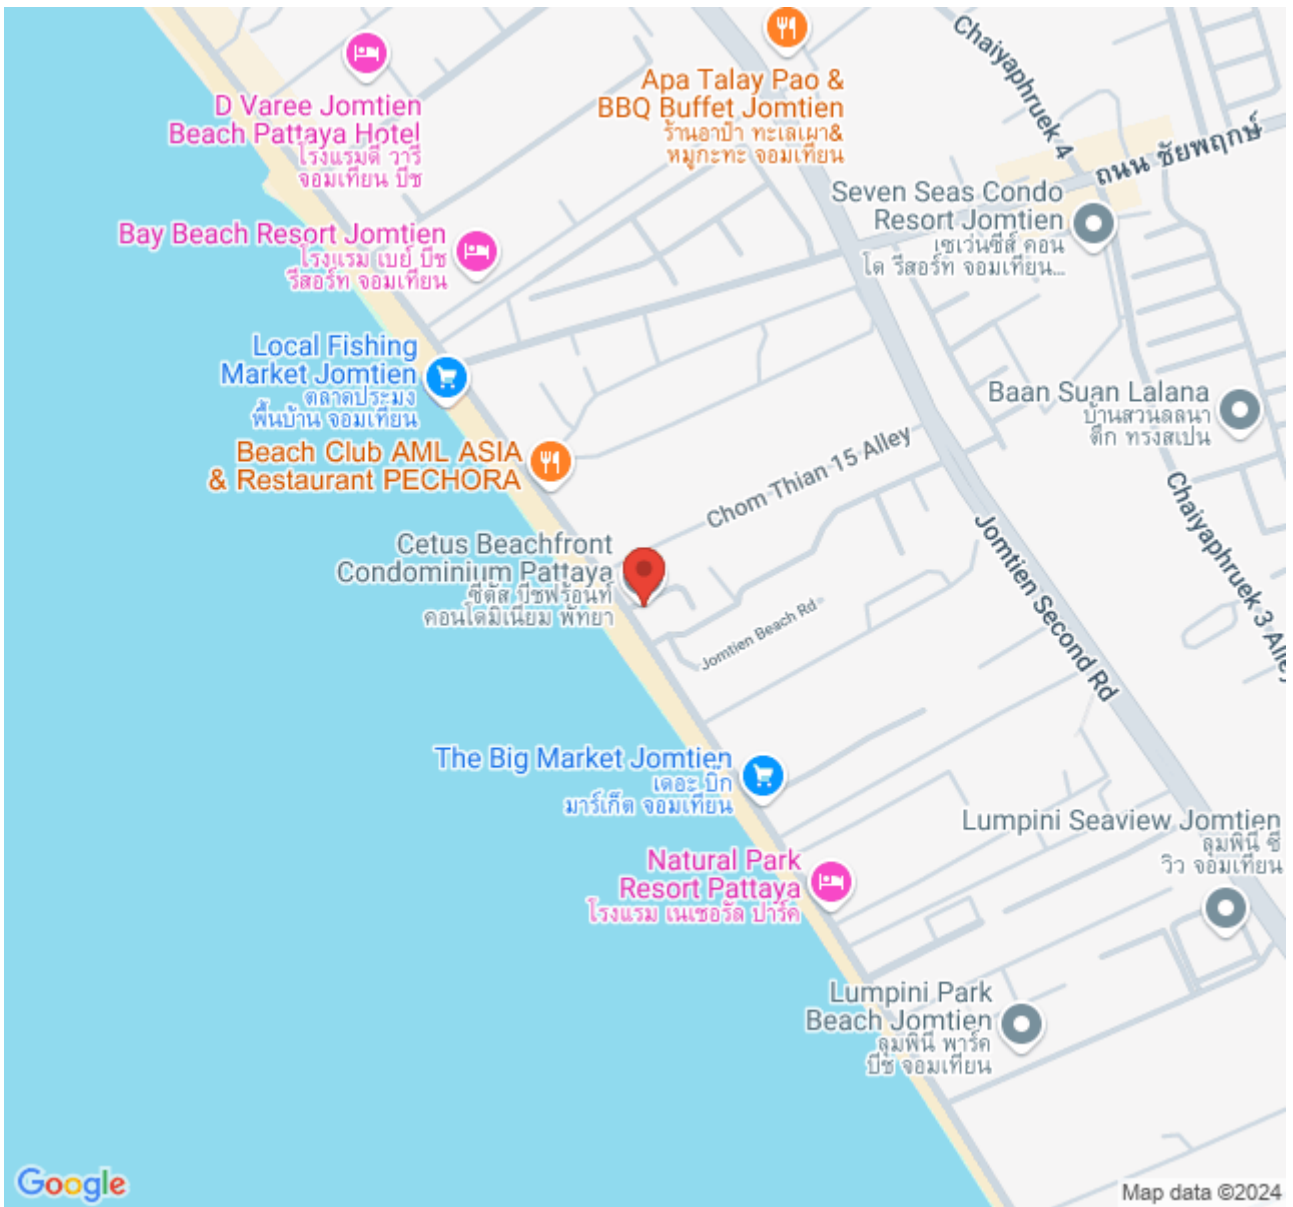 D Varee Jomtien
Beach Pattaya Hotel
โรงแรมดี วารี
จอมเทียน บีช
Apa Talay Pao &
BBQ Buffet Jomtien
ร้านอาป๋า ทะเลเผา&
หมูกะทะ จอมเทียน
Chaiyaphruek 4
ถนน ชัยพฤกษ์
Seven Seas Condo
Resort Jomtien
เซเว่นซีส์ คอน
โด รีสอร์ท จอมเทียน...
Bay Beach Resort Jomtien
โรงแรม เบย์ บีช
รีสอร์ท จอมเทียน
Local Fishing
Market Jomtien
ตลาดประมง
พื้นบ้าน จอมเทียน
Baan Suan Lalana
บ้านสวนลลนา
ตึก ทรงสเปน
Beach Club AML ASIA
& Restaurant PECHORA
Chom Thian 15 Alley
Chaiyaphruek 3 Alley
Jomtien Second Rd
Cetus Beachfront
Condominium Pattaya
ซีตัส บีชฟร้อนท์
คอนโดมิเนียม พัทยา
Jomtien Beach Rd
The Big Market Jomtien
เดอะ บิ๊ก
มาร์เก็ต จอมเทียน
Lumpini Seaview Jomtien
ลุมพินี ซี
วิว จอมเทียน
Natural Park
Resort Pattaya
โรงแรม เนเชอรัล ปาร์ค
Lumpini Park
Beach Jomtien
ลุมพินี พาร์ค
บีช จอมเทียน
Google
Map data ©2024